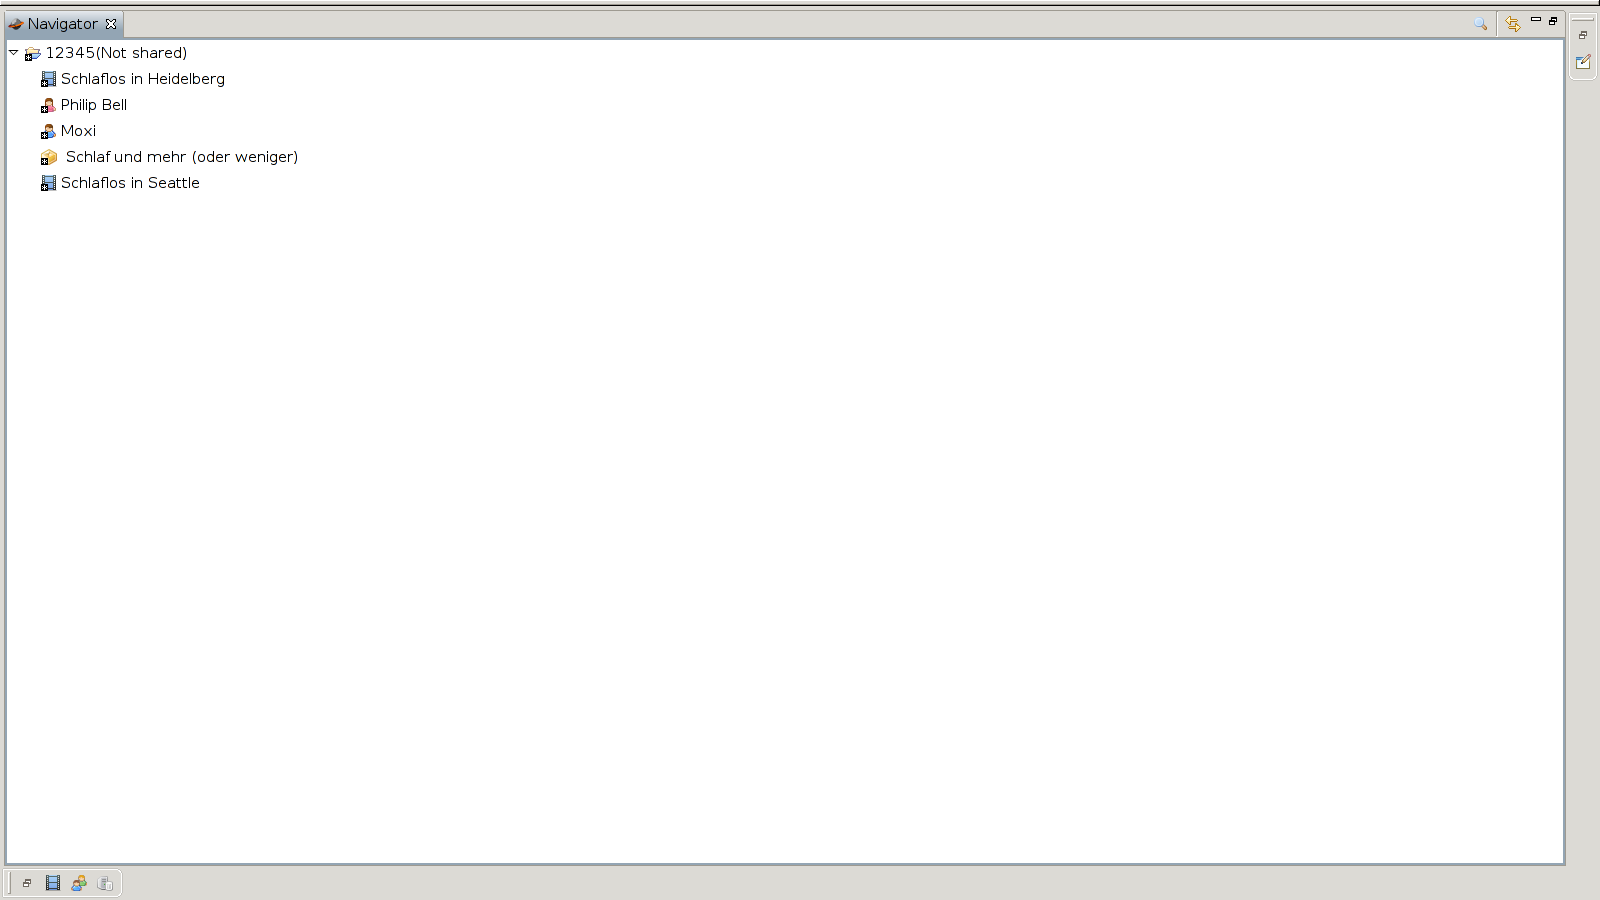 Navigator
12345(Not shared)
Schlaflos in Heidelberg
Philip Bell
Moxi
Schlaf und mehr (oder weniger)
Schlaflos in Seattle